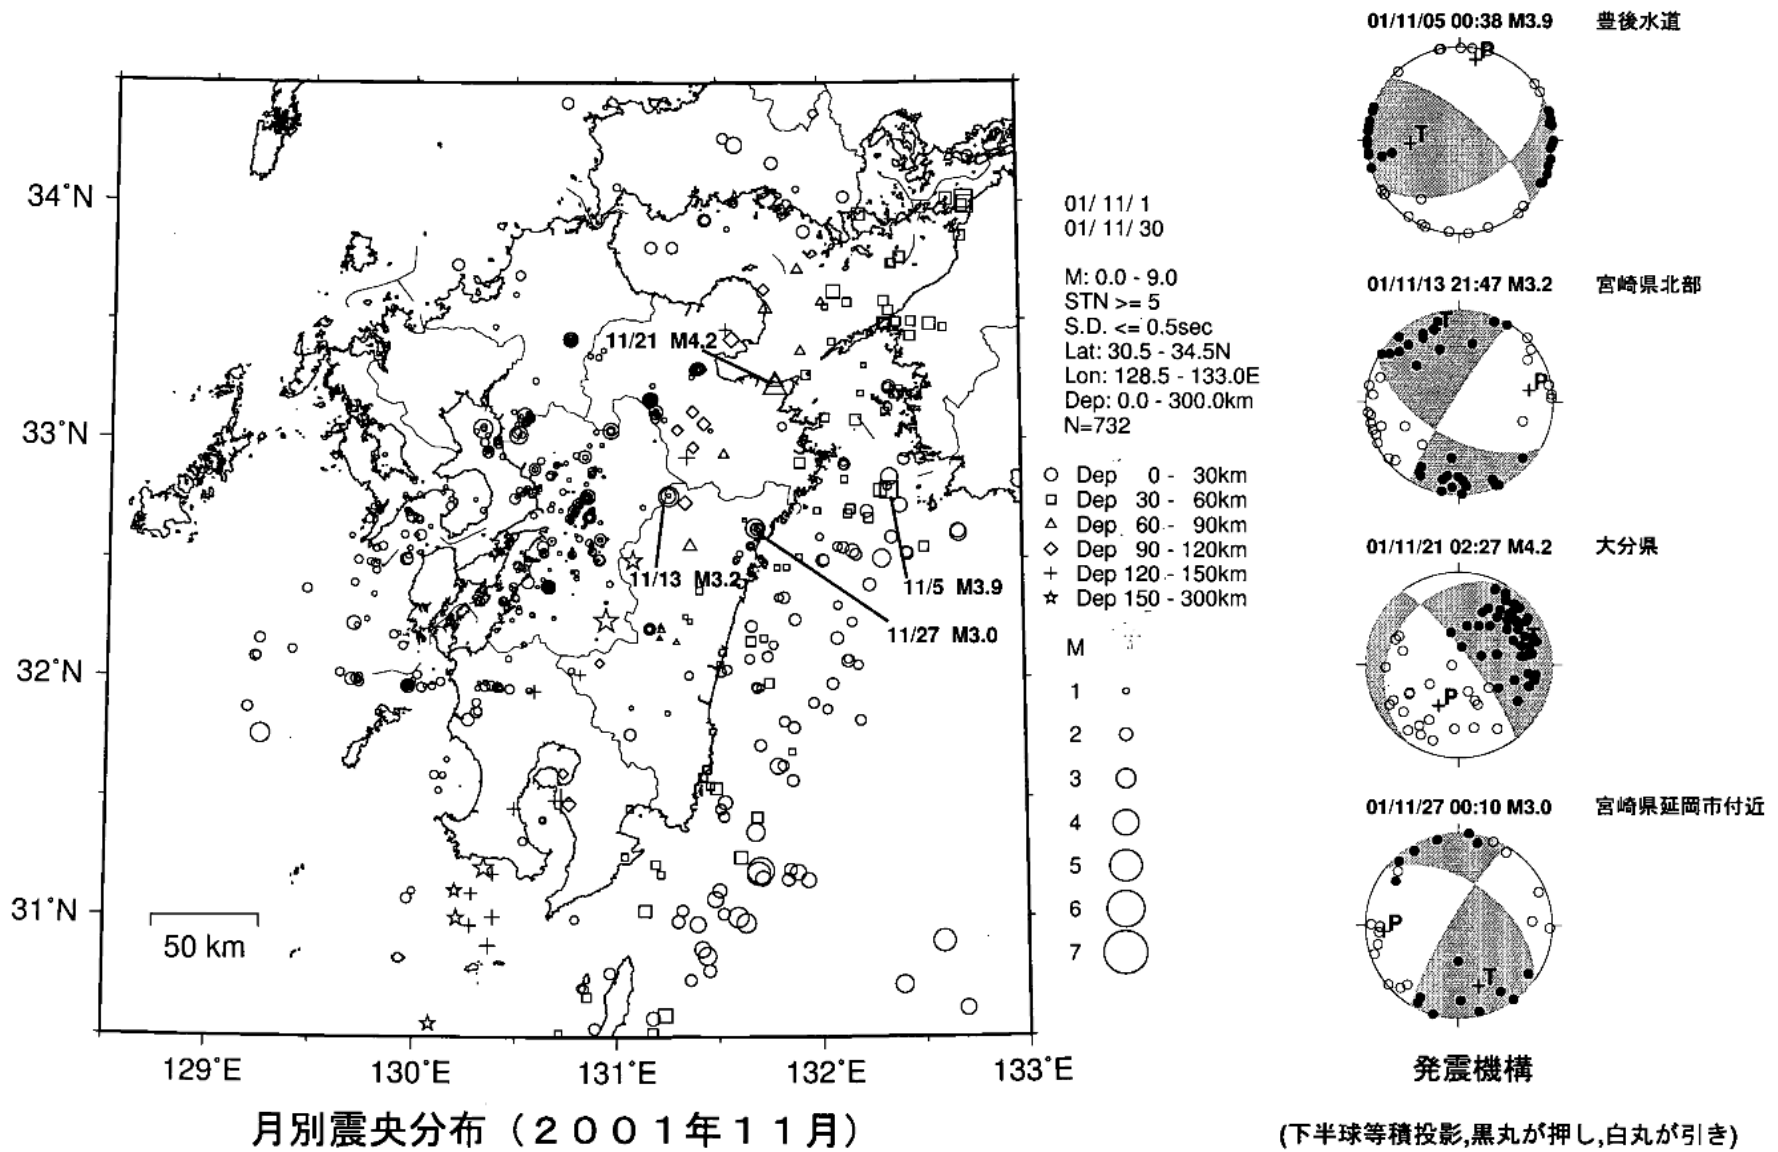 34°N
33°N
32°N
31°N
129°E
130°E
131°E
132°E
133°E
50 km
11/21 M4.2
11/13 M3.2
11/5 M3.9
11/27 M3.0
月別震央分布（２００１年１１月）
01/ 11/ 1
01/ 11/ 30
M: 0.0 - 9.0
STN >= 5
S.D. <= 0.5sec
Lat: 30.5 - 34.5N
Lon: 128.5 - 133.0E
Dep: 0.0 - 300.0km
N=732
Dep 0 - 30km
Dep 30 - 60km
Dep 60 - 90km
Dep 90 - 120km
Dep 120 - 150km
Dep 150 - 300km
M
1
2
3
4
5
6
7
01/11/05 00:38 M3.9 豊後水道
P
T
01/11/13 21:47 M3.2 宮崎県北部
T
P
01/11/21 02:27 M4.2 大分県
T
P
01/11/27 00:10 M3.0 宮崎県延岡市付近
P
T
発震機構
(下半球等積投影,黒丸が押し,白丸が引き)